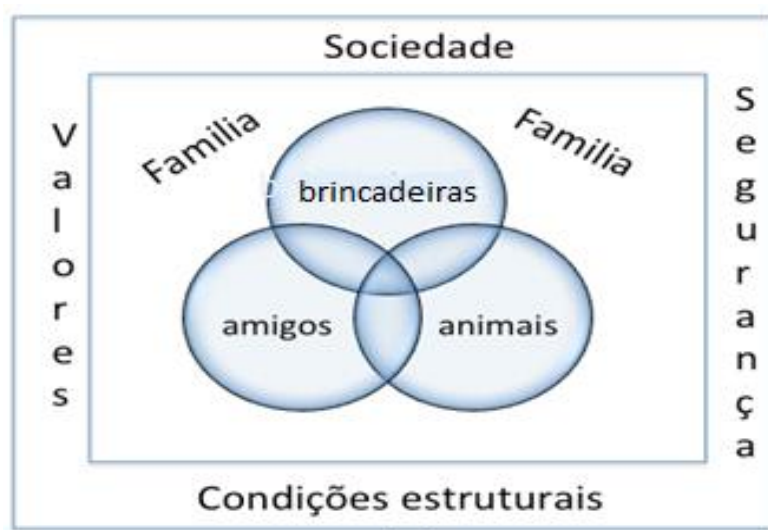 Sociedade
Valores
Segurança
Familia
Familia
brincadeiras
amigos
animais
Condições estruturais